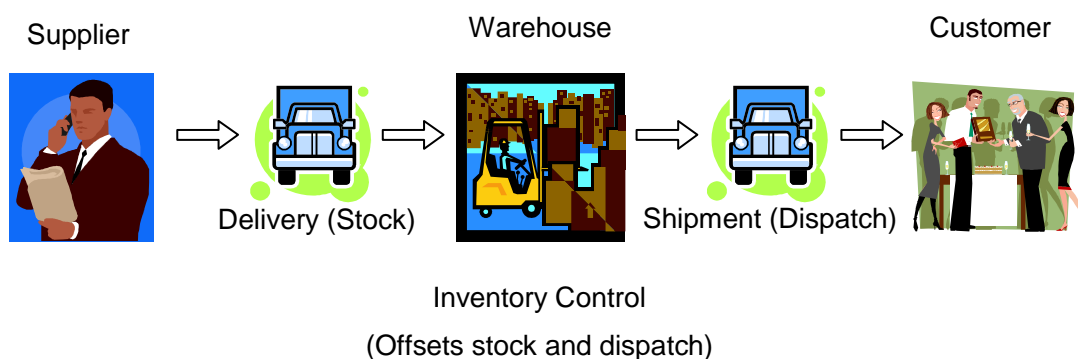 Supplier
Warehouse
Customer
Delivery (Stock)
Shipment (Dispatch)
Inventory Control
(Offsets stock and dispatch)